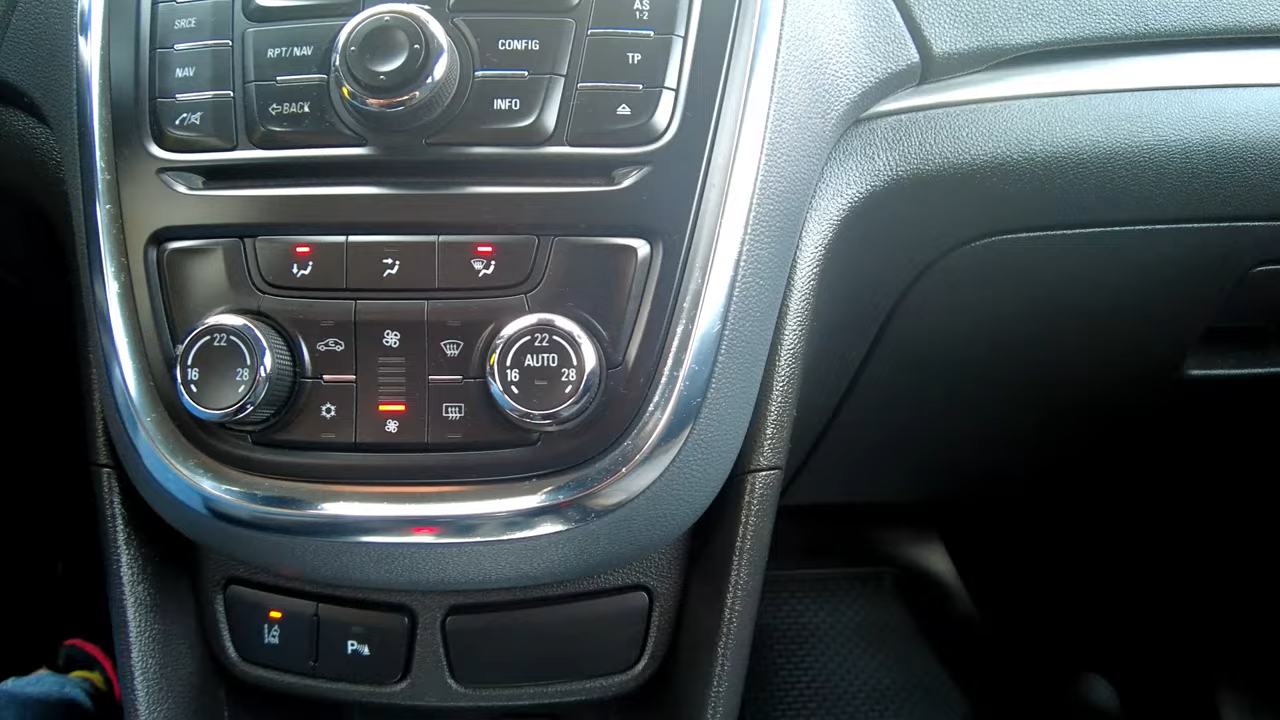 SRCE
RPT/NAV
CONFIG
AS
1-2
NAV
TP
BACK
INFO
22
16
28
22
AUTO
16
28
P